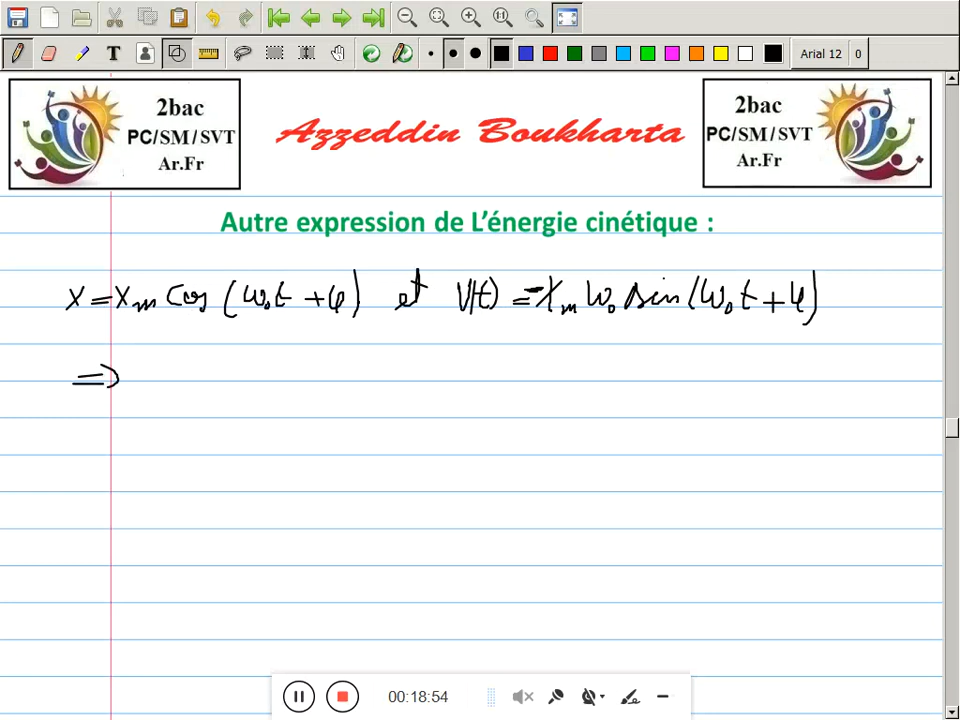 Arial 12 0
2bac
PC/SM/SVT
Ar.Fr
Azzeddin Boukharta
2bac
PC/SM/SVT
Ar.Fr
Autre expression de L'énergie cinétique :
x = xm Cos (ω₀t + φ) et V(t) = -Xm ω₀ sin (ω₀t + φ)
=>
00:18:54